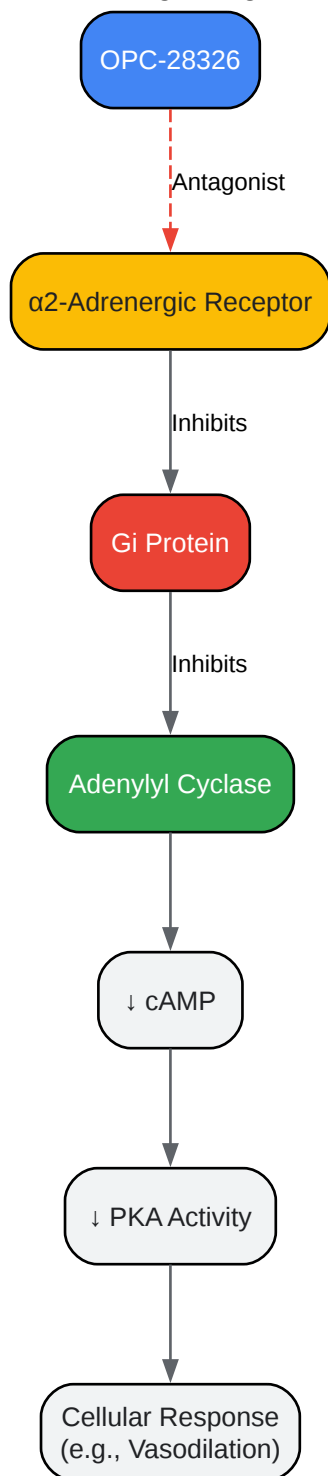 OPC-28326
Antagonist
α2-Adrenergic Receptor
Inhibits
Gi Protein
Inhibits
Adenylyl Cyclase
↓ cAMP
↓ PKA Activity
Cellular Response
(e.g., Vasodilation)